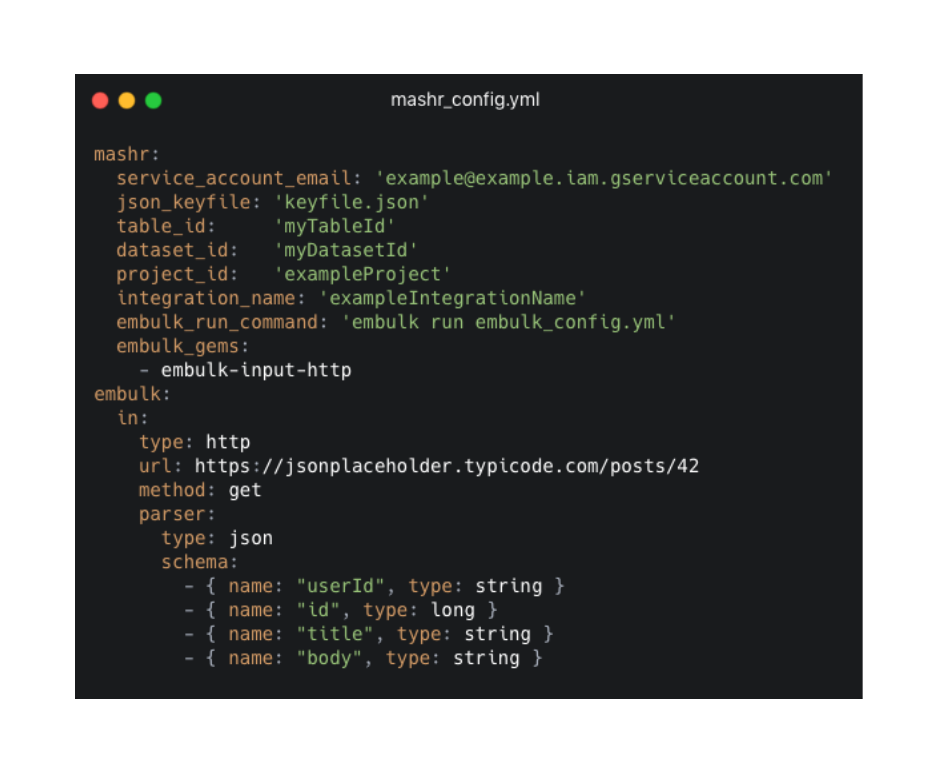 mashr_config.yml
mashr:
  service_account_email: 'example@example.iam.gserviceaccount.com'
  json_keyfile: 'keyfile.json'
  table_id:     'myTableId'
  dataset_id:   'myDatasetId'
  project_id:   'exampleProject'
  integration_name: 'exampleIntegrationName'
  embulk_run_command: 'embulk run embulk_config.yml'
  embulk_gems:
    - embulk-input-http
embulk:
  in:
    type: http
    url: https://jsonplaceholder.typicode.com/posts/42
    method: get
    parser:
      type: json
      schema:
        - { name: "userId", type: string }
        - { name: "id", type: long }
        - { name: "title", type: string }
        - { name: "body", type: string }